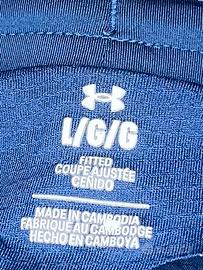 L/G/G
FITTED
COUPE AJUSTÉE
CEÑIDO
MADE IN CAMBODIA
FABRIQUÉ AU CAMBODGE
HECHO EN CAMBOYA